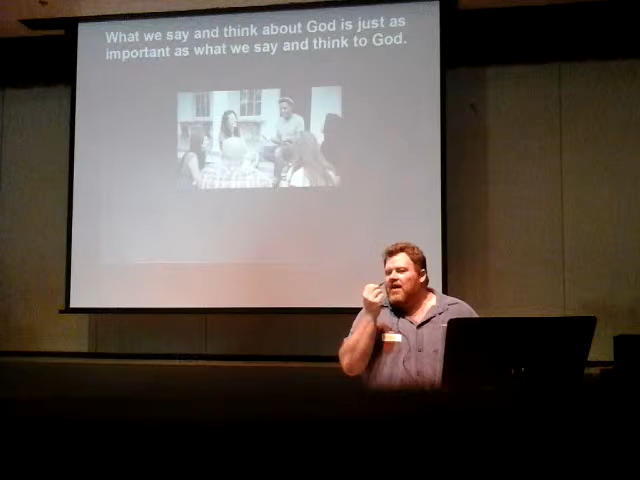 What we say and think about God is just as
important as what we say and think to God.